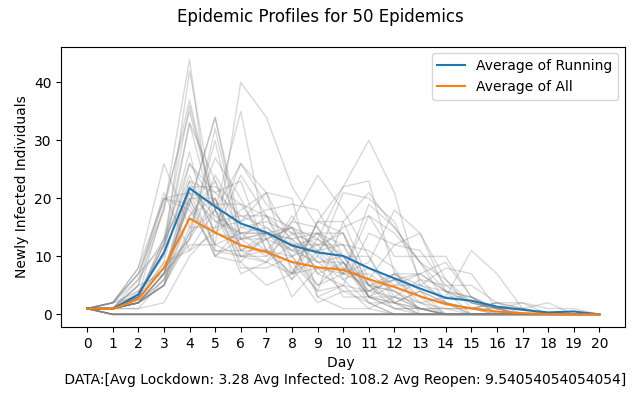 Epidemic Profiles for 50 Epidemics
Average of Running
Average of All
Newly Infected Individuals
40
30
20
10
0
0 1 2 3 4 5 6 7 8 9 10 11 12 13 14 15 16 17 18 19 20
Day
DATA:[Avg Lockdown: 3.28 Avg Infected: 108.2 Avg Reopen: 9.54054054054054]